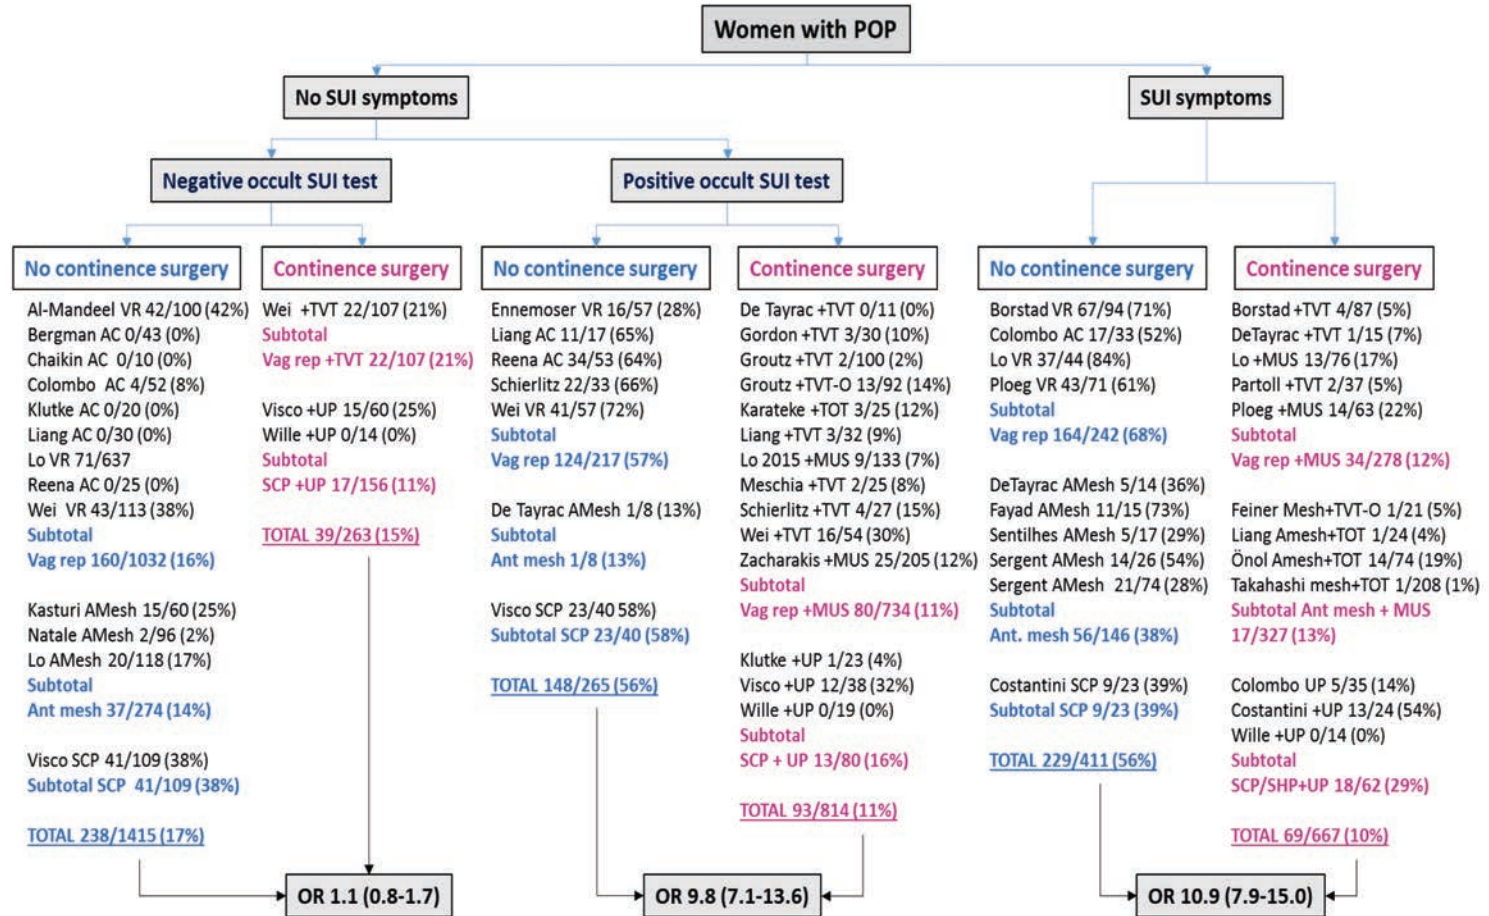 Women with POP
No SUI symptoms
SUI symptoms
Negative occult SUI test
Positive occult SUI test
No continence surgery
Al-Mandeel VR 42/100 (42%)
Bergman AC 0/43 (0%)
Chaikin AC 0/10 (0%)
Colombo AC 4/52 (8%)
Klutke AC 0/20 (0%)
Liang AC 0/30 (0%)
Lo VR 71/637
Reena AC 0/25 (0%)
Wei VR 43/113 (38%)
Subtotal
Vag rep 160/1032 (16%)
Kasturi AMesh 15/60 (25%)
Natale AMesh 2/96 (2%)
Lo AMesh 20/118 (17%)
Subtotal
Ant mesh 37/274 (14%)
Visco SCP 41/109 (38%)
Subtotal SCP 41/109 (38%)
TOTAL 238/1415 (17%)
Continence surgery
Wei +TVT 22/107 (21%)
Subtotal
Vag rep +TVT 22/107 (21%)
Visco +UP 15/60 (25%)
Wille +UP 0/14 (0%)
Subtotal
SCP +UP 17/156 (11%)
TOTAL 39/263 (15%)
OR 1.1 (0.8-1.7)
No continence surgery
Ennemoser VR 16/57 (28%)
Liang AC 11/17 (65%)
Reena AC 34/53 (64%)
Schierlitz 22/33 (66%)
Wei VR 41/57 (72%)
Subtotal
Vag rep 124/217 (57%)
De Tayrac AMesh 1/8 (13%)
Subtotal
Ant mesh 1/8 (13%)
Visco SCP 23/40 58%)
Subtotal SCP 23/40 (58%)
TOTAL 148/265 (56%)
Continence surgery
De Tayrac +TVT 0/11 (0%)
Gordon +TVT 3/30 (10%)
Groutz +TVT 2/100 (2%)
Groutz +TVT-O 13/92 (14%)
Karateke +TOT 3/25 (12%)
Liang +TVT 3/32 (9%)
Lo 2015 +MUS 9/133 (7%)
Meschia +TVT 2/25 (8%)
Schierlitz +TVT 4/27 (15%)
Wei +TVT 16/54 (30%)
Zacharakis +MUS 25/205 (12%)
Subtotal
Vag rep +MUS 80/734 (11%)
Klutke +UP 1/23 (4%)
Visco +UP 12/38 (32%)
Wille +UP 0/19 (0%)
Subtotal
SCP + UP 13/80 (16%)
TOTAL 93/814 (11%)
OR 9.8 (7.1-13.6)
No continence surgery
Borstad VR 67/94 (71%)
Colombo AC 17/33 (52%)
Lo VR 37/44 (84%)
Ploeg VR 43/71 (61%)
Subtotal
Vag rep 164/242 (68%)
DeTayrac AMesh 5/14 (36%)
Fayad AMesh 11/15 (73%)
Sentilhes AMesh 5/17 (29%)
Sergent AMesh 14/26 (54%)
Sergent AMesh 21/74 (28%)
Subtotal
Ant. mesh 56/146 (38%)
Costantini SCP 9/23 (39%)
Subtotal SCP 9/23 (39%)
TOTAL 229/411 (56%)
Continence surgery
Borstad +TVT 4/87 (5%)
DeTayrac +TVT 1/15 (7%)
Lo +MUS 13/76 (17%)
Partoll +TVT 2/37 (5%)
Ploeg +MUS 14/63 (22%)
Subtotal
Vag rep +MUS 34/278 (12%)
Feiner Mesh+TVT-O 1/21 (5%)
Liang Amesh+TOT 1/24 (4%)
Önol Amesh+TOT 14/74 (19%)
Takahashi mesh+TOT 1/208 (1%)
Subtotal Ant mesh + MUS
17/327 (13%)
Colombo UP 5/35 (14%)
Costantini +UP 13/24 (54%)
Wille +UP 0/14 (0%)
Subtotal
SCP/SHP+UP 18/62 (29%)
TOTAL 69/667 (10%)
OR 10.9 (7.9-15.0)